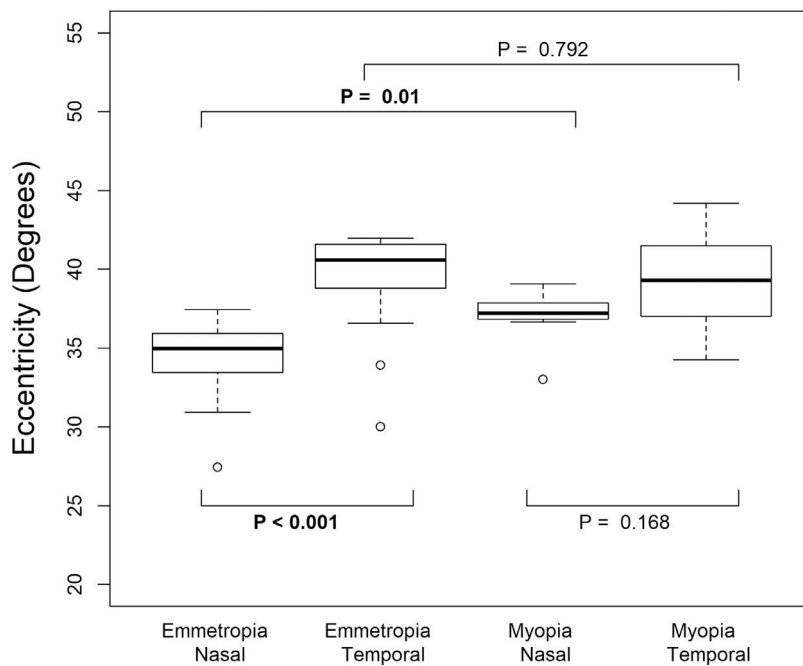 Eccentricity (Degrees)
55
50
45
40
35
30
25
20
P = 0.792
P = 0.01
P < 0.001
P = 0.168
Emmetropia
Nasal
Emmetropia
Temporal
Myopia
Nasal
Myopia
Temporal